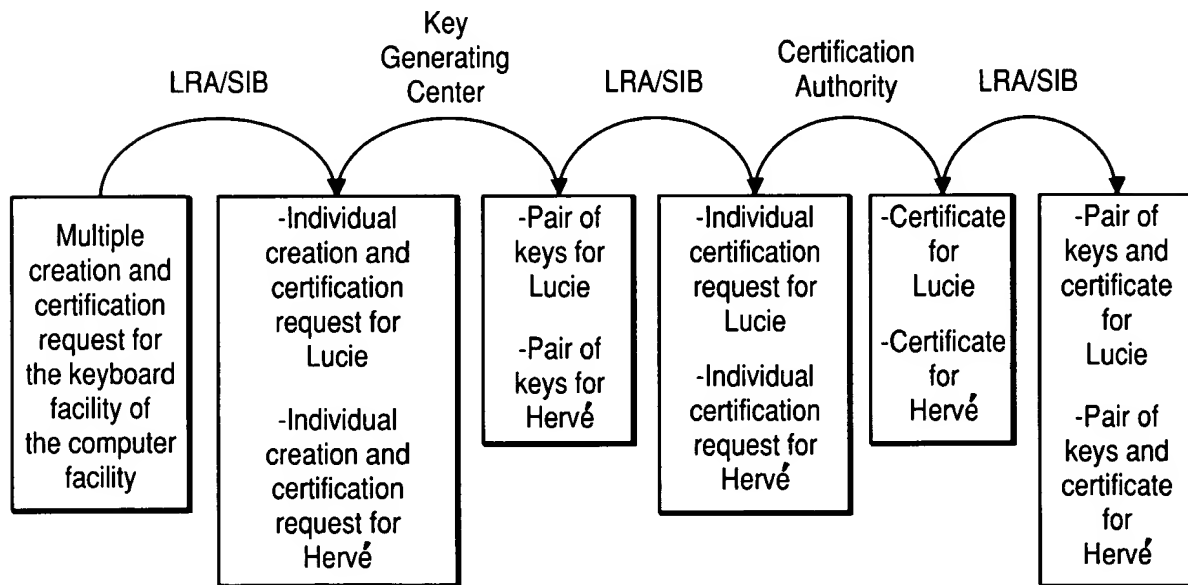 Key
Generating
Center
Certification
Authority
LRA/SIB
LRA/SIB
LRA/SIB
Multiple
creation and
certification
request for
the keyboard
facility of
the computer
facility
-Individual
creation and
certification
request for
Lucie
-Individual
creation and
certification
request for
Hervé
-Pair of
keys for
Lucie
-Pair of
keys for
Hervé
-Individual
certification
request for
Lucie
-Individual
certification
request for
Hervé
-Certificate
for
Lucie
-Certificate
for
Hervé
-Pair of
keys and
certificate
for
Lucie
-Pair of
keys and
certificate
for
Hervé